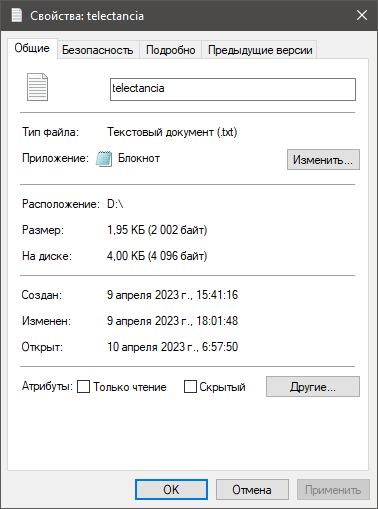 Свойства: telectancia
Общие Безопасность Подробно Предыдущие версии
telectancia
Тип файла: Текстовый документ (.txt)
Приложение: Блокнот Изменить...
Расположение: D:\
Размер: 1,95 КБ (2 002 байт)
На диске: 4,00 КБ (4 096 байт)
Создан: 9 апреля 2023 г., 15:41:16
Изменен: 9 апреля 2023 г., 18:01:48
Открыт: 10 апреля 2023 г., 6:57:50
Атрибуты: Только чтение Скрытый Другие...
OK Отмена Применить